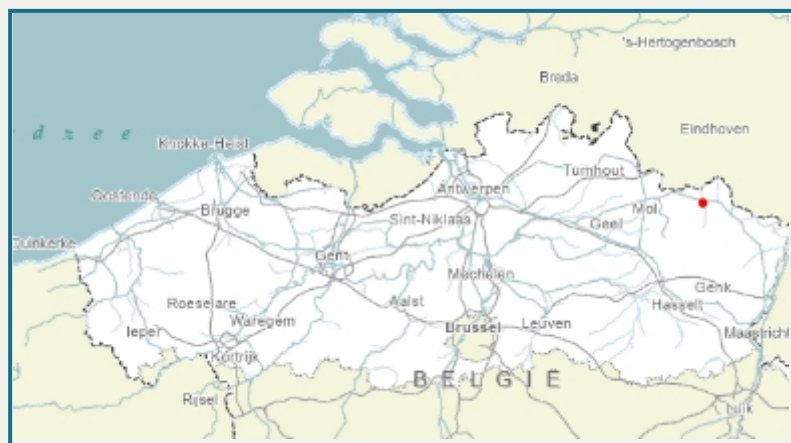 's-Hertogenbosch
Breda
d z e e
Eindhoven
Knokke-Heist
Turnhout
Oostende
Antwerpen
Brugge
Mol
Sint-Niklaas
Geel
Duinkerke
Gent
Mechelen
Genk
Roeselare
Aalst
Hasselt
Ieper
Waregem
Brussel
Leuven
Maastricht
Kortrijk
BELGIË
Rijsel
Luik